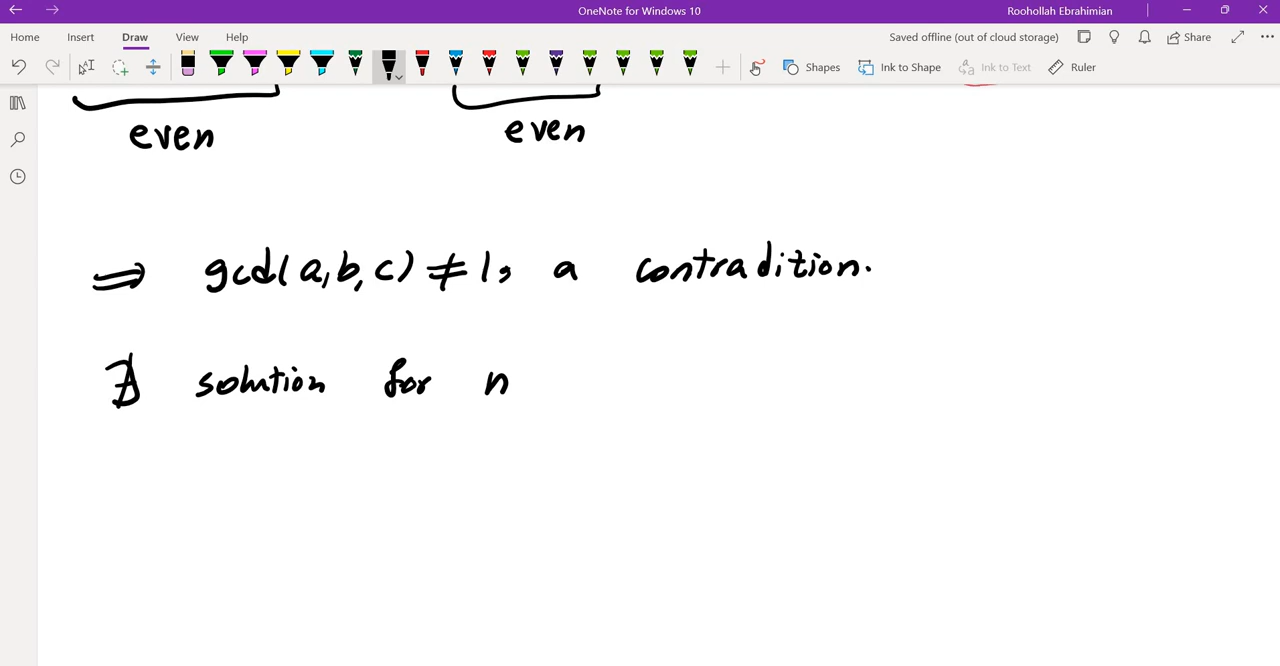 OneNote for Windows 10
Roohollah Ebrahimian
Home Insert Draw View Help
Saved offline (out of cloud storage) Share
Shapes Ink to Shape Ink to Text Ruler
even even
⟹ gcd(a, b, c) ≠ 1, a contradition.
∄ solution for n